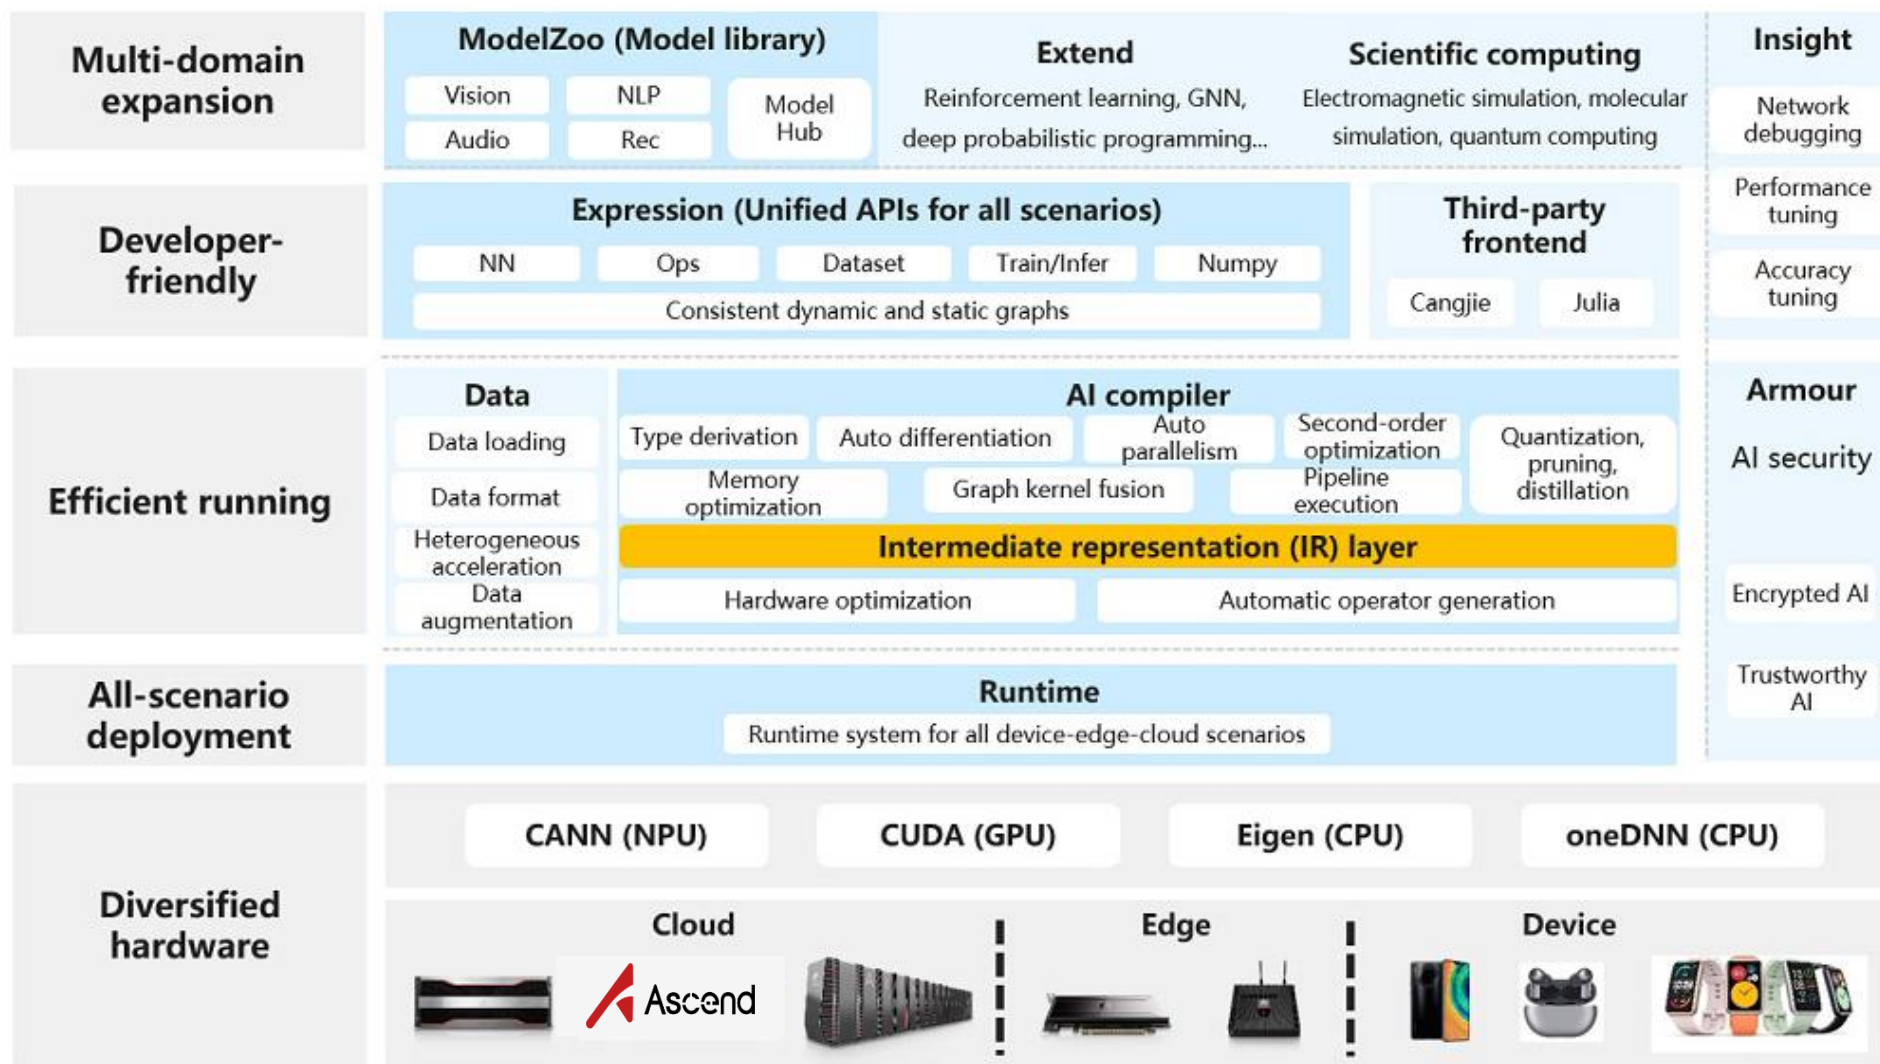 Multi-domain
expansion
ModelZoo (Model library)
Vision
NLP
Audio
Rec
Model
Hub
Extend
Reinforcement learning, GNN,
deep probabilistic programming...
Scientific computing
Electromagnetic simulation, molecular
simulation, quantum computing
Insight
Network
debugging
Performance
tuning
Accuracy
tuning
Developer-
friendly
Expression (Unified APIs for all scenarios)
NN
Ops
Dataset
Train/Infer
Numpy
Consistent dynamic and static graphs
Third-party
frontend
Cangjie
Julia
Efficient running
Data
Data loading
Data format
Heterogeneous
acceleration
Data
augmentation
AI compiler
Type derivation
Auto differentiation
Auto
parallelism
Second-order
optimization
Quantization,
pruning,
distillation
Memory
optimization
Graph kernel fusion
Pipeline
execution
Intermediate representation (IR) layer
Hardware optimization
Automatic operator generation
Armour
AI security
Encrypted AI
Trustworthy
AI
All-scenario
deployment
Runtime
Runtime system for all device-edge-cloud scenarios
Diversified
hardware
CANN (NPU)
CUDA (GPU)
Eigen (CPU)
oneDNN (CPU)
Cloud
Edge
Device
Ascend